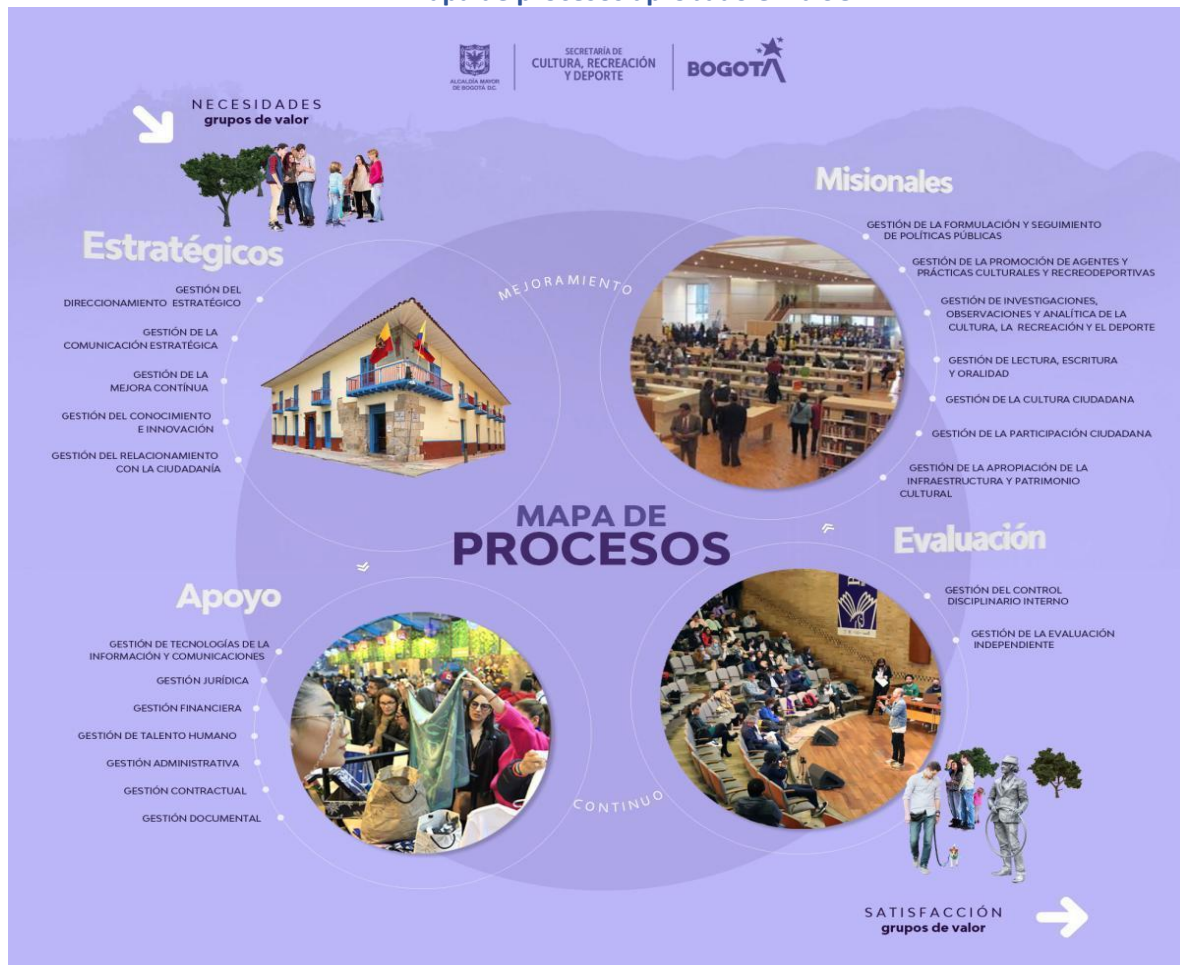 ALCALDÍA MAYOR
DE BOGOTÁ D.C.
SECRETARÍA DE
CULTURA, RECREACIÓN
Y DEPORTE
BOGOTÁ
NECESIDADES
grupos de valor
Estratégicos
GESTIÓN DEL
DIRECCIONAMIENTO ESTRATÉGICO
GESTIÓN DE LA
COMUNICACIÓN ESTRATÉGICA
GESTIÓN DE LA
MEJORA CONTÍNUA
GESTIÓN DEL CONOCIMIENTO
E INNOVACIÓN
GESTIÓN DEL RELACIONAMIENTO
CON LA CIUDADANÍA
MEJORAMIENTO
Misionales
GESTIÓN DE LA FORMULACIÓN Y SEGUIMIENTO
DE POLÍTICAS PÚBLICAS
GESTIÓN DE LA PROMOCIÓN DE AGENTES Y
PRÁCTICAS CULTURALES Y RECREODEPORTIVAS
GESTIÓN DE INVESTIGACIONES,
OBSERVACIONES Y ANALÍTICA DE LA
CULTURA, LA RECREACIÓN Y EL DEPORTE
GESTIÓN DE LECTURA, ESCRITURA
Y ORALIDAD
GESTIÓN DE LA CULTURA CIUDADANA
GESTIÓN DE LA PARTICIPACIÓN CIUDADANA
GESTIÓN DE LA APROPIACIÓN DE LA
INFRAESTRUCTURA Y PATRIMONIO
CULTURAL
MAPA DE
PROCESOS
Apoyo
GESTIÓN DE TECNOLOGÍAS DE LA
INFORMACIÓN Y COMUNICACIONES
GESTIÓN JURÍDICA
GESTIÓN FINANCIERA
GESTIÓN DE TALENTO HUMANO
GESTIÓN ADMINISTRATIVA
GESTIÓN CONTRACTUAL
GESTIÓN DOCUMENTAL
CONTINUO
Evaluación
GESTIÓN DEL CONTROL
DISCIPLINARIO INTERNO
GESTIÓN DE LA EVALUACIÓN
INDEPENDIENTE
SATISFACCIÓN
grupos de valor